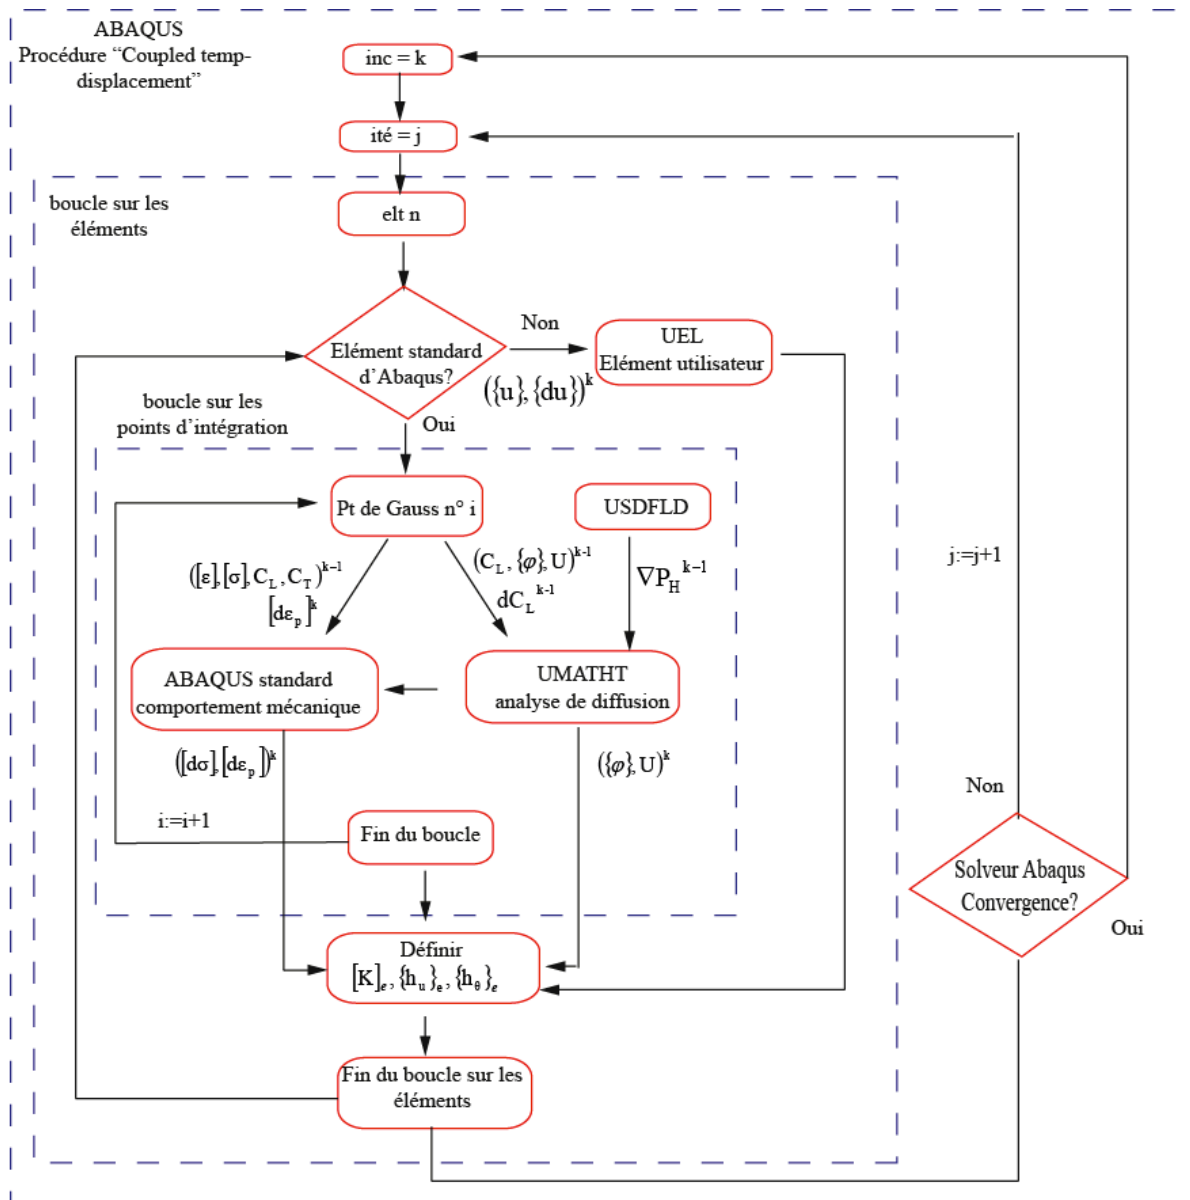 ABAQUS
Procédure “Coupled temp-
displacement”
inc = k
ité = j
boucle sur les
éléments
elt n
Elément standard
d’Abaqus?
Non
({u},{du})^k
UEL
Elément utilisateur
Oui
boucle sur les
points d’intégration
Pt de Gauss n° i
USDFLD
([ε],[σ],C_L,C_T)^{k-1}
[dε_p]^k
(C_L,{φ},U)^{k-1}
dC_L^{k-1}
∇P_H^{k-1}
j:=j+1
ABAQUS standard
comportement mécanique
UMATHT
analyse de diffusion
([dσ],[dε_p])^k
({φ},U)^k
i:=i+1
Fin du boucle
Non
Solveur Abaqus
Convergence?
Oui
Définir
[K]_e,{h_u}_e,{h_θ}_e
Fin du boucle sur les
éléments